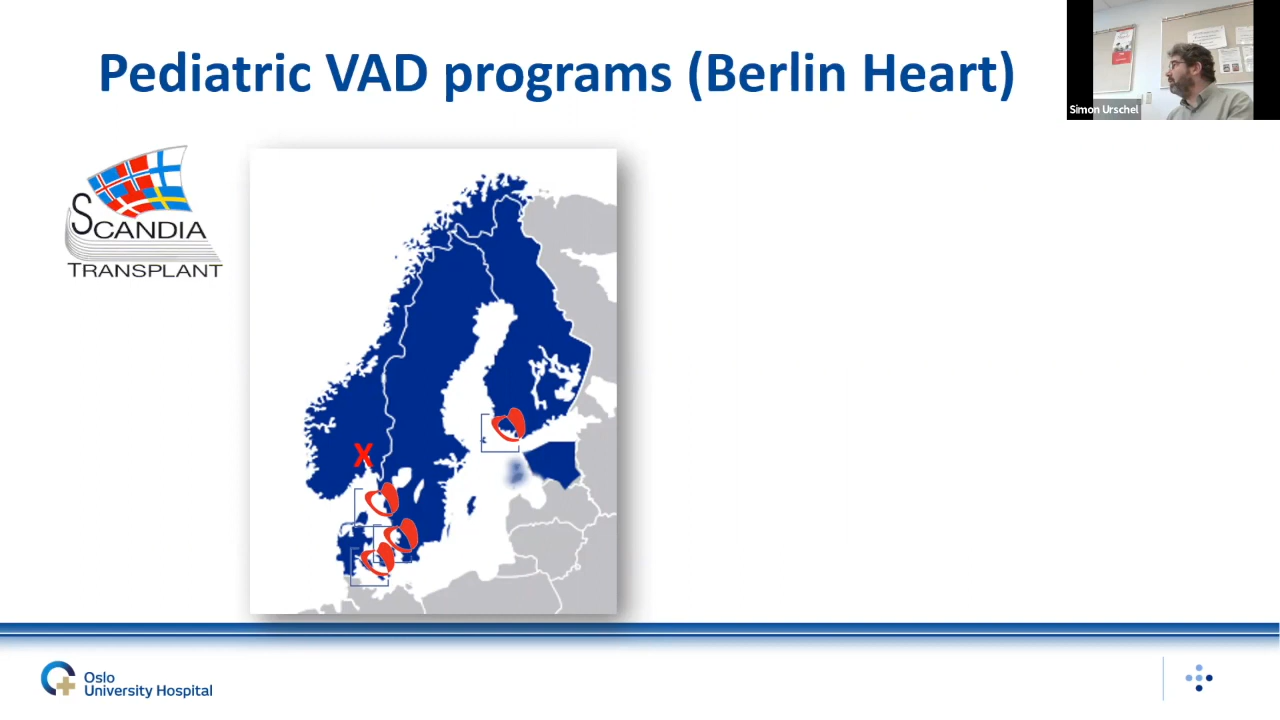 Pediatric VAD programs (Berlin Heart)
Simon Urschel
SCANDIA
TRANSPLANT
X
Oslo
University Hospital